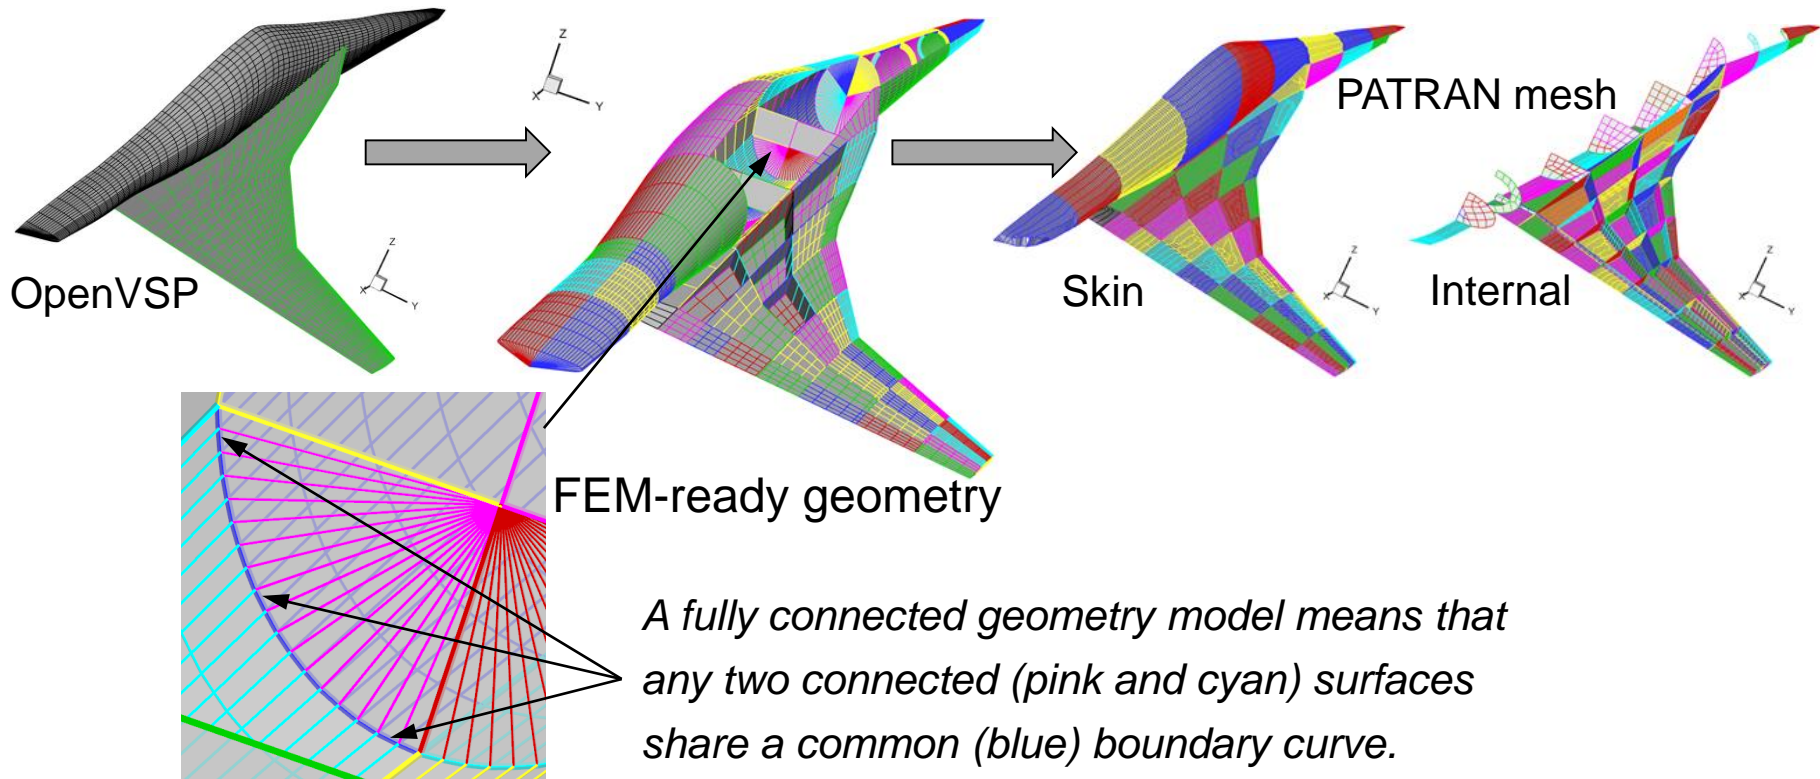 Z
X
Y
PATRAN mesh
Z
X
Y
OpenVSP
Z
X
Y
Skin
Z
X
Y
Internal
FEM-ready geometry
A fully connected geometry model means that
any two connected (pink and cyan) surfaces
share a common (blue) boundary curve.